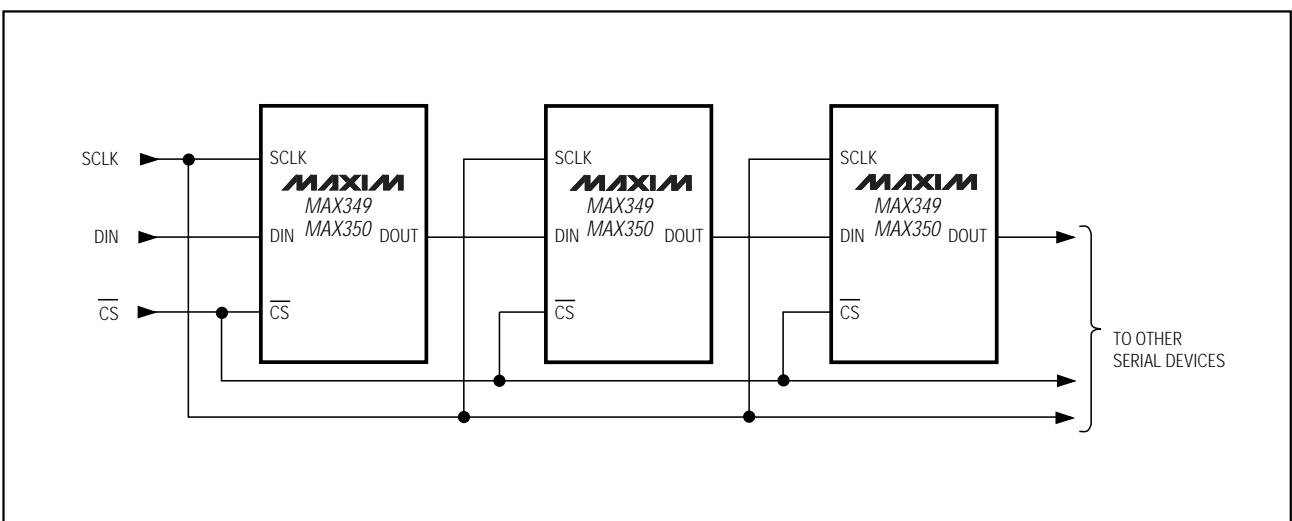 SCLK
DIN
CS
SCLK
MAXIM
MAX349
MAX350
DIN
DOUT
CS
SCLK
MAXIM
MAX349
MAX350
DIN
DOUT
CS
SCLK
MAXIM
MAX349
MAX350
DIN
DOUT
CS
TO OTHER
SERIAL DEVICES